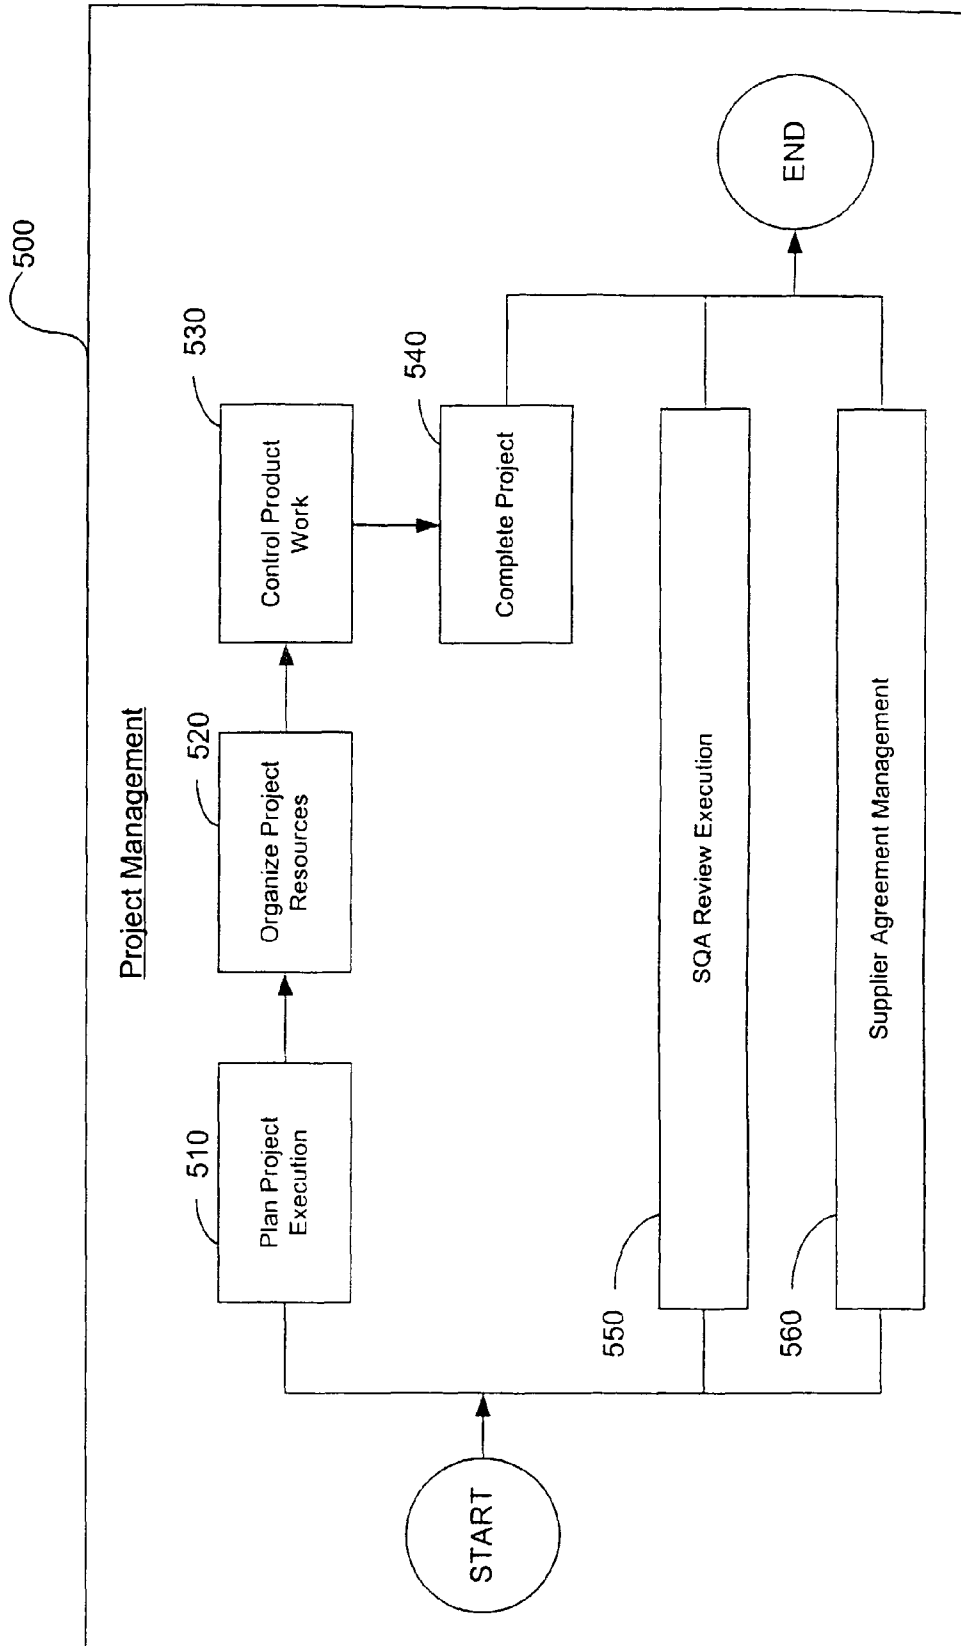 500
Project Management
510
Plan Project
Execution
520
Organize Project
Resources
530
Control Product
Work
540
Complete Project
START
550
SQA Review Execution
560
Supplier Agreement Management
END